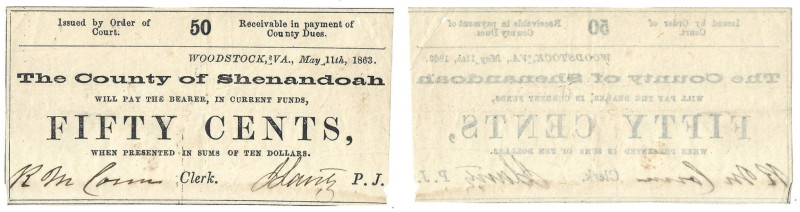 Issued by Order of Court. 50 Receivable in payment of County Dues.
WOODSTOCK, VA., May 11th, 1863.
The County of Shenandoah
WILL PAY THE BEARER, IN CURRENT FUNDS,
FIFTY CENTS,
WHEN PRESENTED IN SUMS OF TEN DOLLARS.
Clerk. P. J.